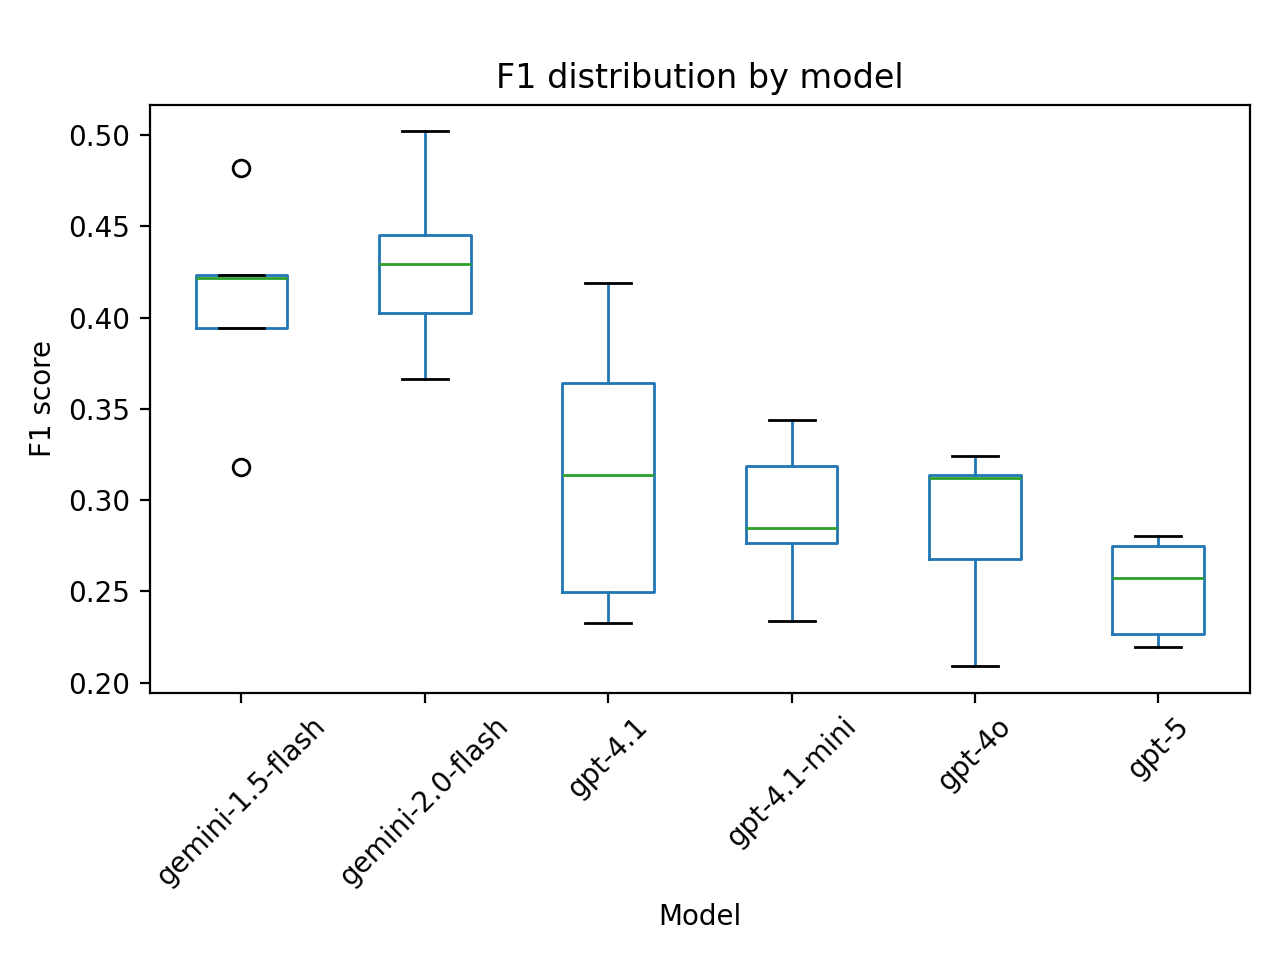 F1 distribution by model
0.50
0.45
0.40
0.35
0.30
0.25
0.20
F1 score
gemini-1.5-flash
gemini-2.0-flash
gpt-4.1
gpt-4.1-mini
gpt-4o
gpt-5
Model